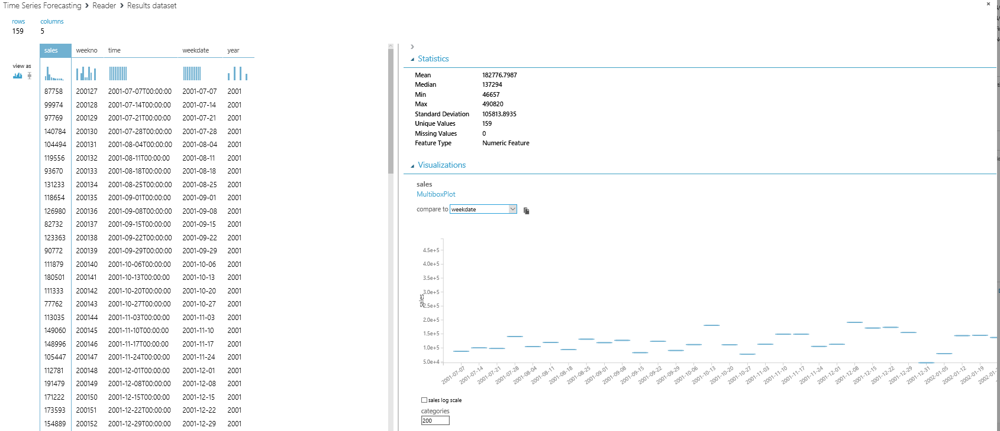 Time Series Forecasting › Reader › Results dataset
rows columns
159 5
view as
sales weekno time weekdate year
87758 200127 2001-07-07T00:00:00 2001-07-07 2001
99974 200128 2001-07-14T00:00:00 2001-07-14 2001
97769 200129 2001-07-21T00:00:00 2001-07-21 2001
140784 200130 2001-07-28T00:00:00 2001-07-28 2001
104494 200131 2001-08-04T00:00:00 2001-08-04 2001
119556 200132 2001-08-11T00:00:00 2001-08-11 2001
93670 200133 2001-08-18T00:00:00 2001-08-18 2001
131233 200134 2001-08-25T00:00:00 2001-08-25 2001
118654 200135 2001-09-01T00:00:00 2001-09-01 2001
126980 200136 2001-09-08T00:00:00 2001-09-08 2001
82732 200137 2001-09-15T00:00:00 2001-09-15 2001
123363 200138 2001-09-22T00:00:00 2001-09-22 2001
90772 200139 2001-09-29T00:00:00 2001-09-29 2001
111879 200140 2001-10-06T00:00:00 2001-10-06 2001
180501 200141 2001-10-13T00:00:00 2001-10-13 2001
111333 200142 2001-10-20T00:00:00 2001-10-20 2001
77762 200143 2001-10-27T00:00:00 2001-10-27 2001
113035 200144 2001-11-03T00:00:00 2001-11-03 2001
149060 200145 2001-11-10T00:00:00 2001-11-10 2001
148996 200146 2001-11-17T00:00:00 2001-11-17 2001
105447 200147 2001-11-24T00:00:00 2001-11-24 2001
112781 200148 2001-12-01T00:00:00 2001-12-01 2001
191479 200149 2001-12-08T00:00:00 2001-12-08 2001
171222 200150 2001-12-15T00:00:00 2001-12-15 2001
173593 200151 2001-12-22T00:00:00 2001-12-22 2001
154889 200152 2001-12-29T00:00:00 2001-12-29 2001
Statistics
Mean 182776.7987
Median 137294
Min 46657
Max 490820
Standard Deviation 105813.8935
Unique Values 159
Missing Values 0
Feature Type Numeric Feature
Visualizations
sales
MultiboxPlot
compare to weekdate
4.5e+5
4.0e+5
3.5e+5
3.0e+5
sales
2.5e+5
2.0e+5
1.5e+5
1.0e+5
5.0e+4
2001-07-07 2001-07-14 2001-07-21 2001-07-28 2001-08-04 2001-08-11 2001-08-18 2001-08-25 2001-09-01 2001-09-08 2001-09-15 2001-09-22 2001-09-29 2001-10-06 2001-10-13 2001-10-20 2001-10-27 2001-11-03 2001-11-10 2001-11-17 2001-11-24 2001-12-01 2001-12-08 2001-12-15 2001-12-22 2001-12-29 2001-12-31 2002-01-05 2002-01-12 2002-01-19 2002-01-
sales log scale
categories
200